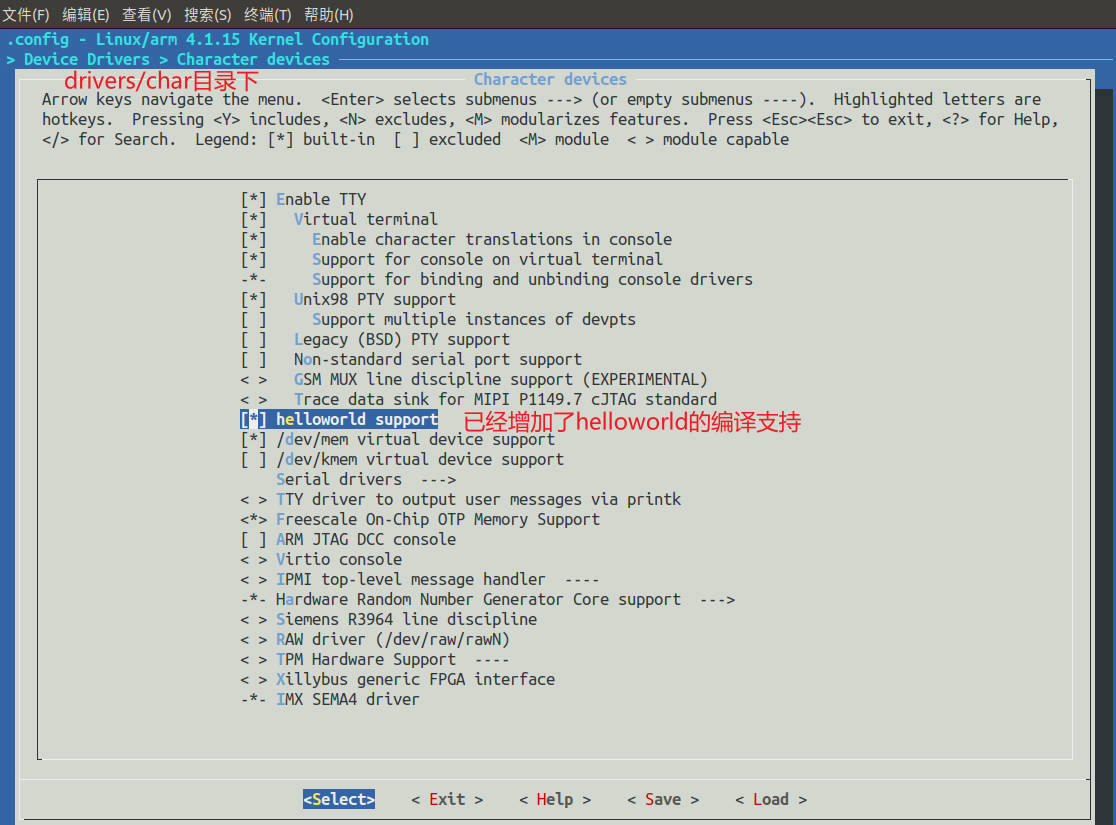 文件(F) 编辑(E) 查看(V) 搜索(S) 终端(T) 帮助(H)
.config - Linux/arm 4.1.15 Kernel Configuration
> Device Drivers > Character devices
drivers/char目录下
Character devices
Arrow keys navigate the menu.  <Enter> selects submenus ---> (or empty submenus ----).  Highlighted letters are
hotkeys.  Pressing <Y> includes, <N> excludes, <M> modularizes features.  Press <Esc><Esc> to exit, <?> for Help,
</> for Search.  Legend: [*] built-in  [ ] excluded  <M> module  < > module capable
[*] Enable TTY
[*]   Virtual terminal
[*]     Enable character translations in console
[*]     Support for console on virtual terminal
-*-     Support for binding and unbinding console drivers
[*]   Unix98 PTY support
[ ]     Support multiple instances of devpts
[ ]   Legacy (BSD) PTY support
[ ]   Non-standard serial port support
< >   GSM MUX line discipline support (EXPERIMENTAL)
< >   Trace data sink for MIPI P1149.7 cJTAG standard
[*] helloworld support 已经增加了helloworld的编译支持
[*] /dev/mem virtual device support
[ ] /dev/kmem virtual device support
Serial drivers  --->
< > TTY driver to output user messages via printk
<*> Freescale On-Chip OTP Memory Support
[ ] ARM JTAG DCC console
< > Virtio console
< > IPMI top-level message handler  ----
-*- Hardware Random Number Generator Core support  --->
< > Siemens R3964 line discipline
< > RAW driver (/dev/raw/rawN)
< > TPM Hardware Support  ----
< > Xillybus generic FPGA interface
-*- IMX SEMA4 driver
<Select>    < Exit >    < Help >    < Save >    < Load >